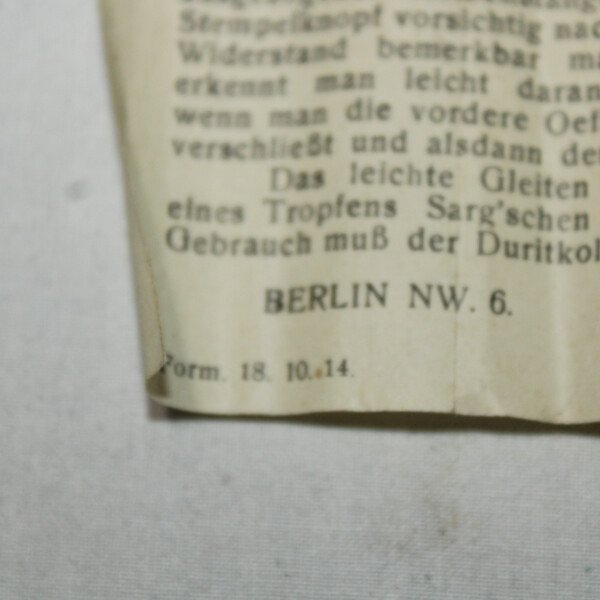 Stempelknopf vorsichtig nac
Widerstand bemerkbar ma
erkennt man leicht daran
wenn man die vordere Oef
verschließt und alsdann de
Das leichte Gleiten
eines Tropfens Sarg'schen
Gebrauch muß der Duritkol
BERLIN NW. 6.
Form. 18. 10. 14.